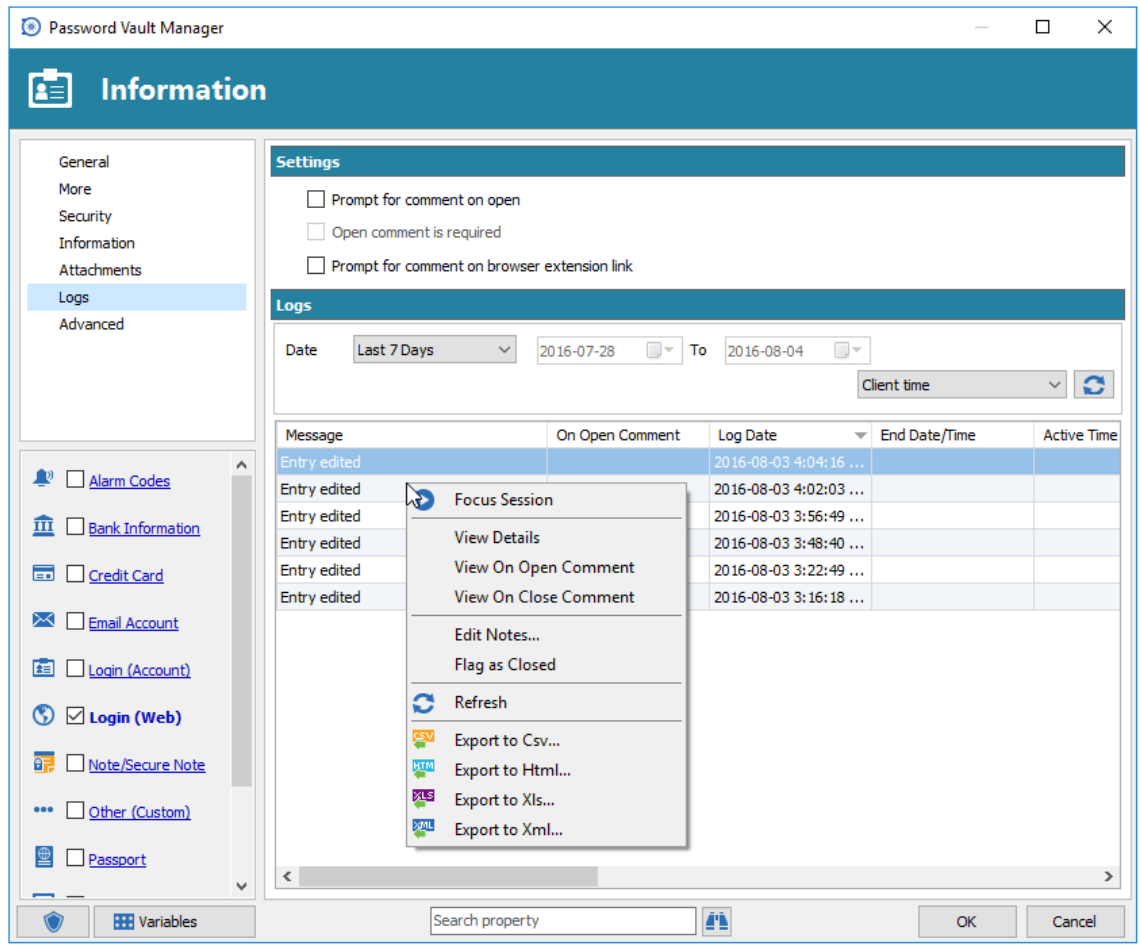 Password Vault Manager
Information
General
More
Security
Information
Attachments
Logs
Advanced
Settings
Prompt for comment on open
Open comment is required
Prompt for comment on browser extension link
Logs
Date Last 7 Days 2016-07-28 To 2016-08-04
Client time
Message On Open Comment Log Date End Date/Time Active Time
Entry edited 2016-08-03 4:04:16 ...
Entry edited 2016-08-03 4:02:03 ...
Entry edited 2016-08-03 3:56:49 ...
Entry edited 2016-08-03 3:48:40 ...
Entry edited 2016-08-03 3:22:49 ...
Entry edited 2016-08-03 3:16:18 ...
Focus Session
View Details
View On Open Comment
View On Close Comment
Edit Notes...
Flag as Closed
Refresh
CSV Export to Csv...
HTM Export to Html...
XLS Export to Xls...
XML Export to Xml...
Alarm Codes
Bank Information
Credit Card
Email Account
Login (Account)
Login (Web)
Note/Secure Note
Other (Custom)
Passport
Variables
Search property
OK
Cancel